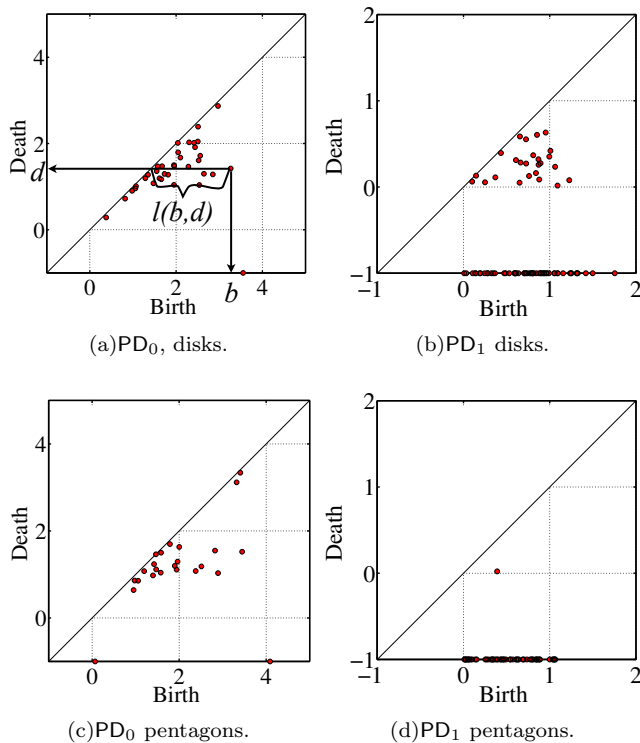 4
2
0
0
2
4
Death
Birth
d
l(b,d)
b
(a)PD0, disks.
2
1
0
−1
−1
0
1
2
Death
Birth
(b)PD1 disks.
4
2
0
0
2
4
Death
Birth
(c)PD0 pentagons.
2
1
0
−1
−1
0
1
2
Death
Birth
(d)PD1 pentagons.